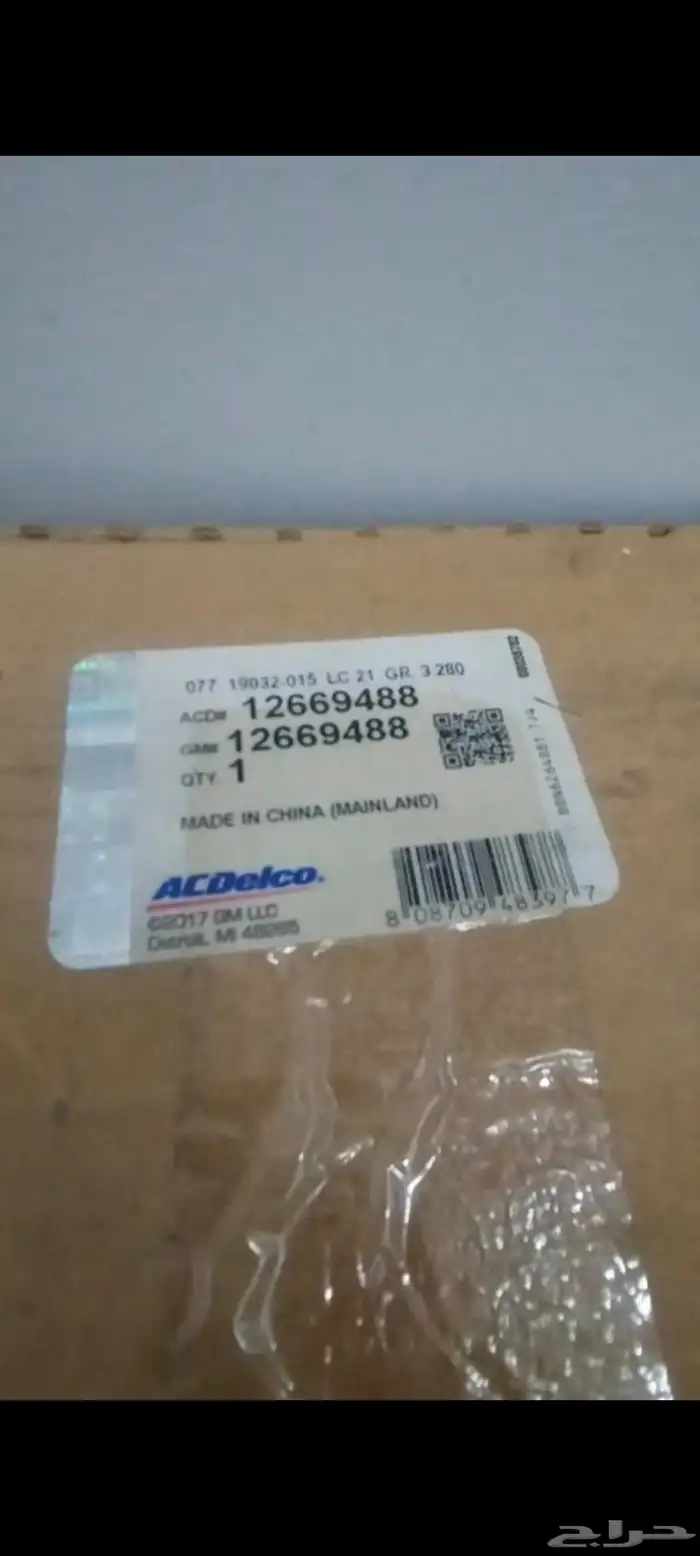 077 19032-015 LC 21 GR. 3.280
ACD# 12669488
GM# 12669488
QTY 1
MADE IN CHINA (MAINLAND)
ACDelco.
©2017 GM LLC
Detroit, MI 48265
8 08709 48397 7
حراج